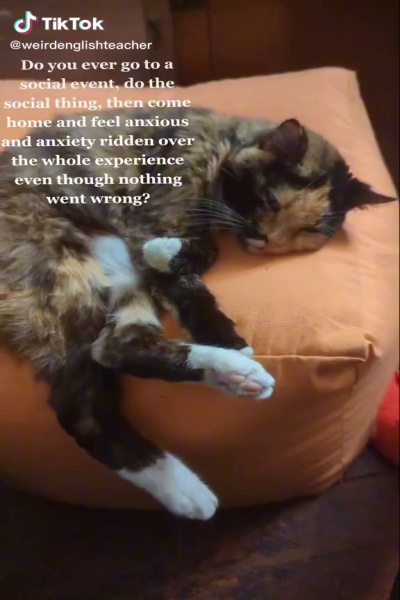 TikTok
@weirdenglishteacher
Do you ever go to a
social event, do the
social thing, then come
home and feel anxious
and anxiety ridden over
the whole experience
even though nothing
went wrong?